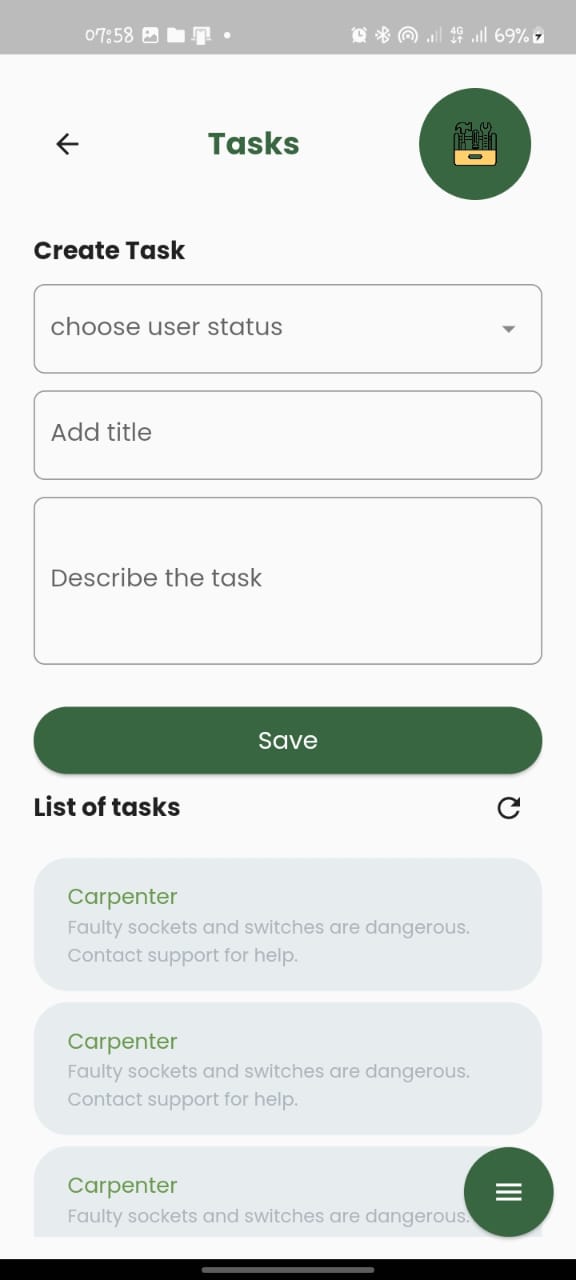 07:58
4G
69%
Tasks
Create Task
choose user status
Add title
Describe the task
Save
List of tasks
Carpenter
Faulty sockets and switches are dangerous.
Contact support for help.
Carpenter
Faulty sockets and switches are dangerous.
Contact support for help.
Carpenter
Faulty sockets and switches are dangerous.